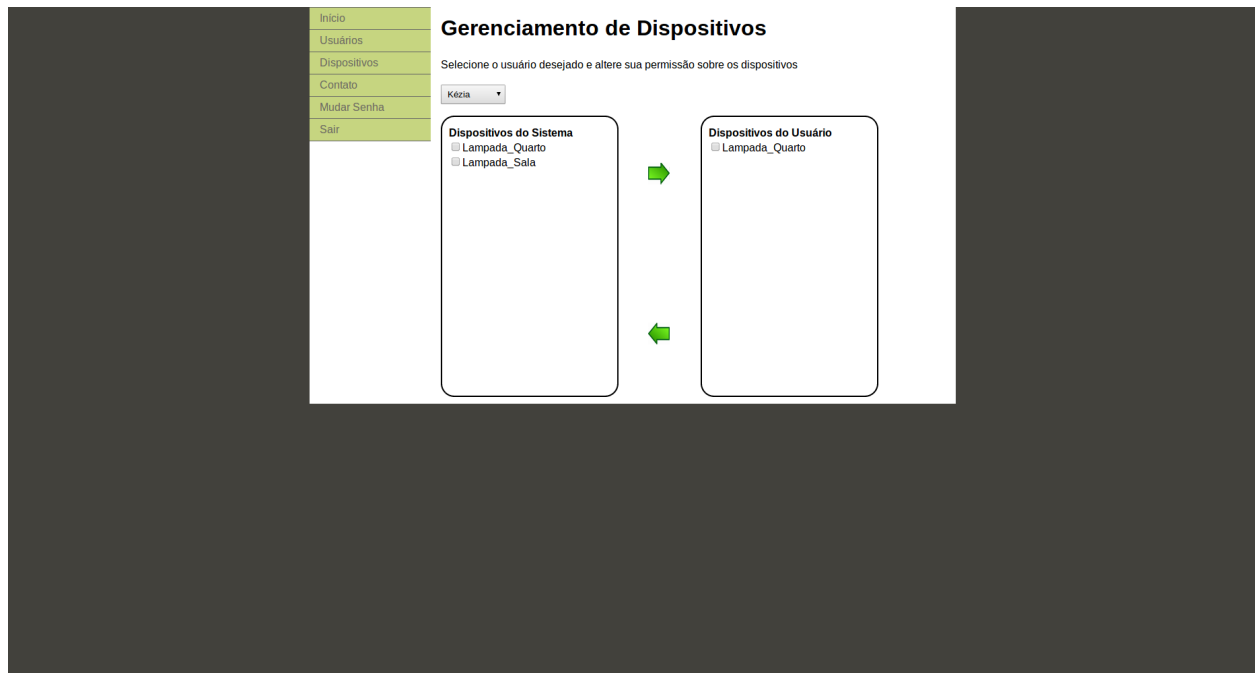 Início
Usuários
Dispositivos
Contato
Mudar Senha
Sair
Gerenciamento de Dispositivos
Selecione o usuário desejado e altere sua permissão sobre os dispositivos
Kézia
Dispositivos do Sistema
Lampada_Quarto
Lampada_Sala
Dispositivos do Usuário
Lampada_Quarto